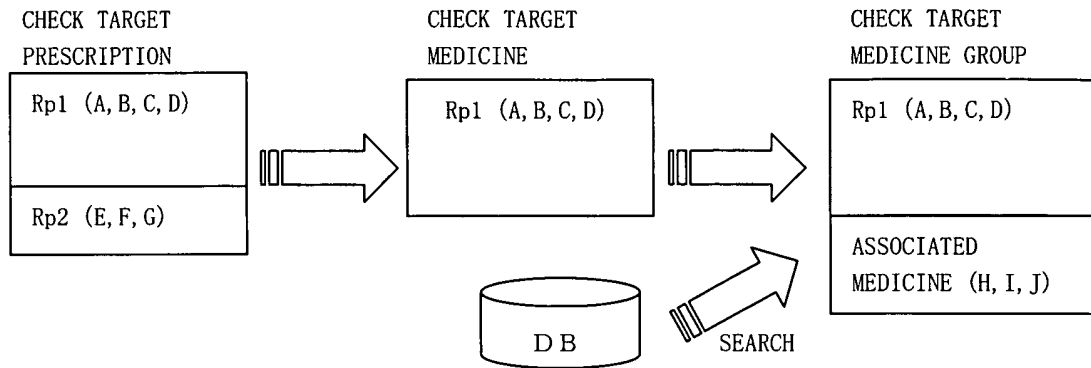 CHECK TARGET
PRESCRIPTION
Rp1 (A, B, C, D)
Rp2 (E, F, G)
CHECK TARGET
MEDICINE
Rp1 (A, B, C, D)
CHECK TARGET
MEDICINE GROUP
Rp1 (A, B, C, D)
ASSOCIATED
MEDICINE (H, I, J)
DB
SEARCH